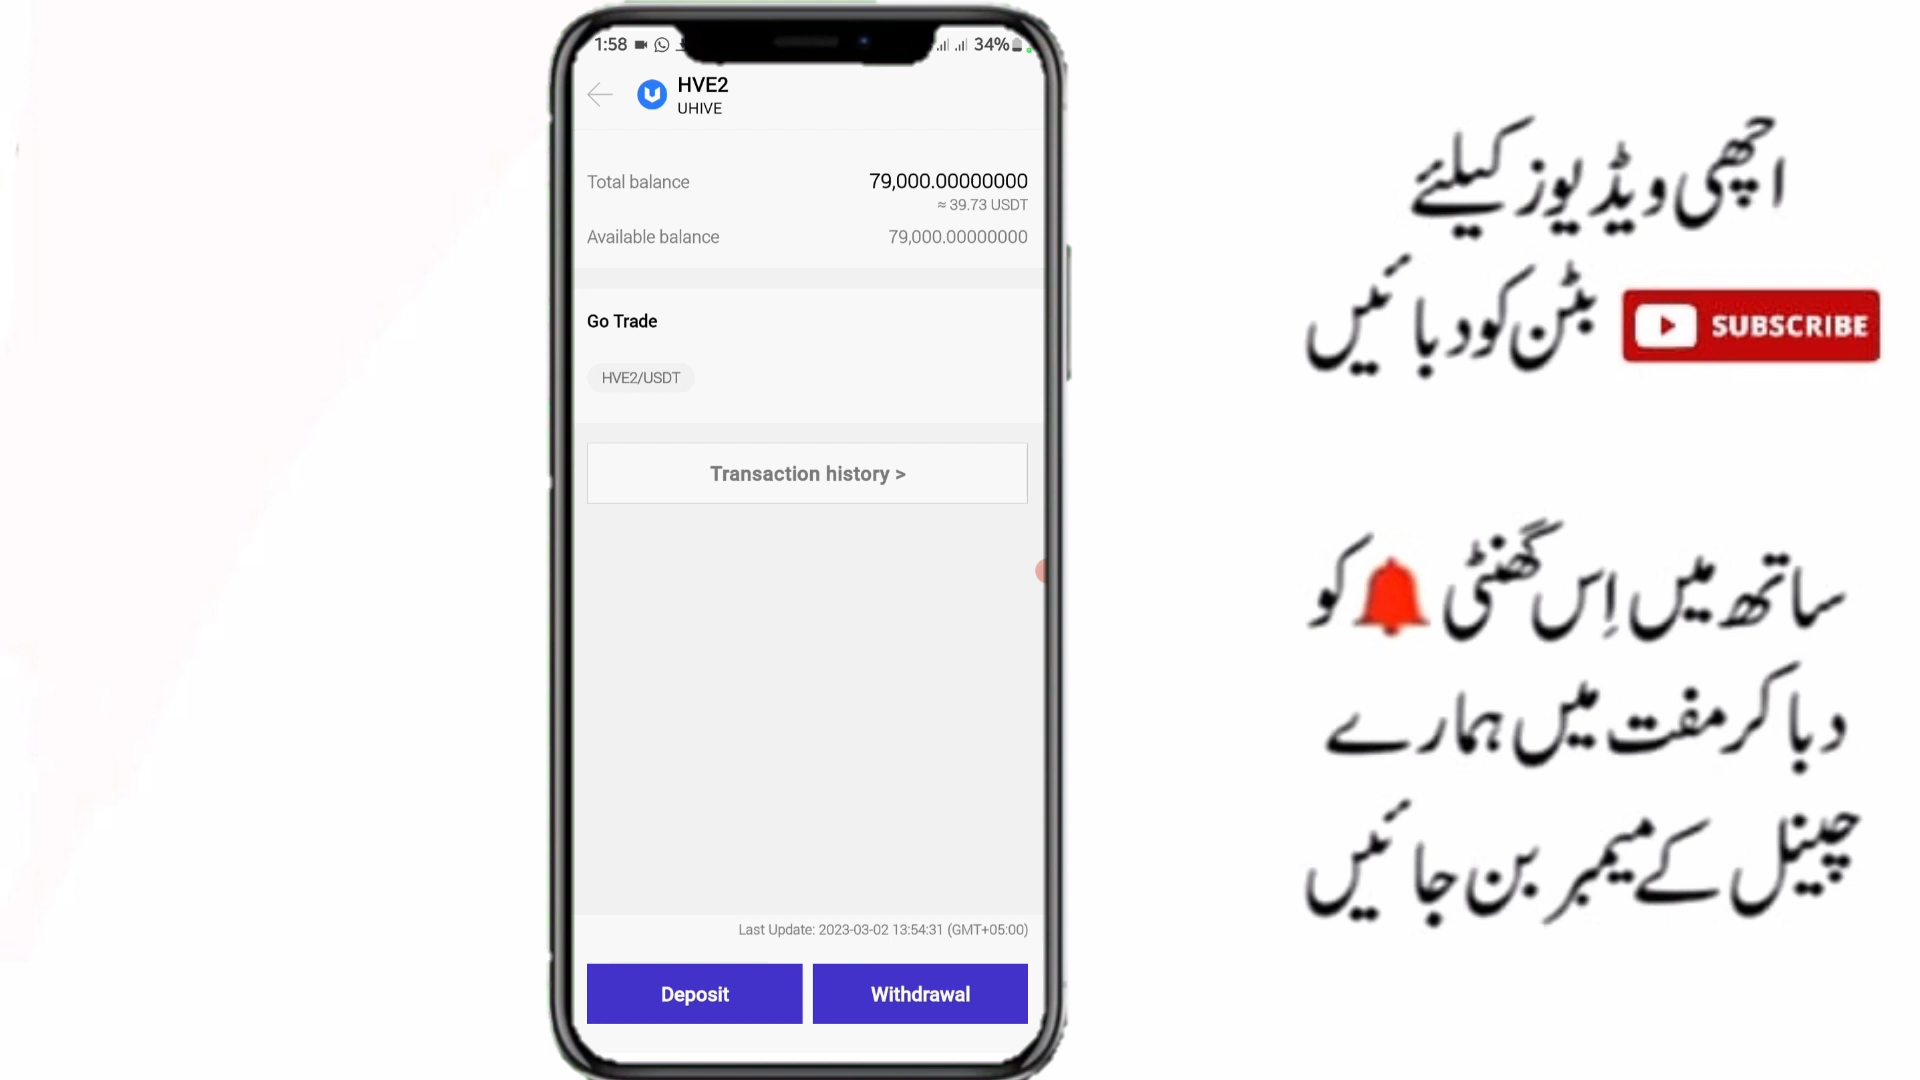 1:58
34%
HVE2
UHIVE
Total balance 79,000.00000000
≈ 39.73 USDT
Available balance 79,000.00000000
Go Trade
HVE2/USDT
Transaction history >
Last Update: 2023-03-02 13:54:31 (GMT+05:00)
Deposit Withdrawal
اچھی ویڈیوز کیلئے
SUBSCRIBE بٹن کو دبائیں
ساتھ میں اِس گھنٹی کو
دبا کر مفت میں ہمارے
چینل کے میمبر بن جائیں